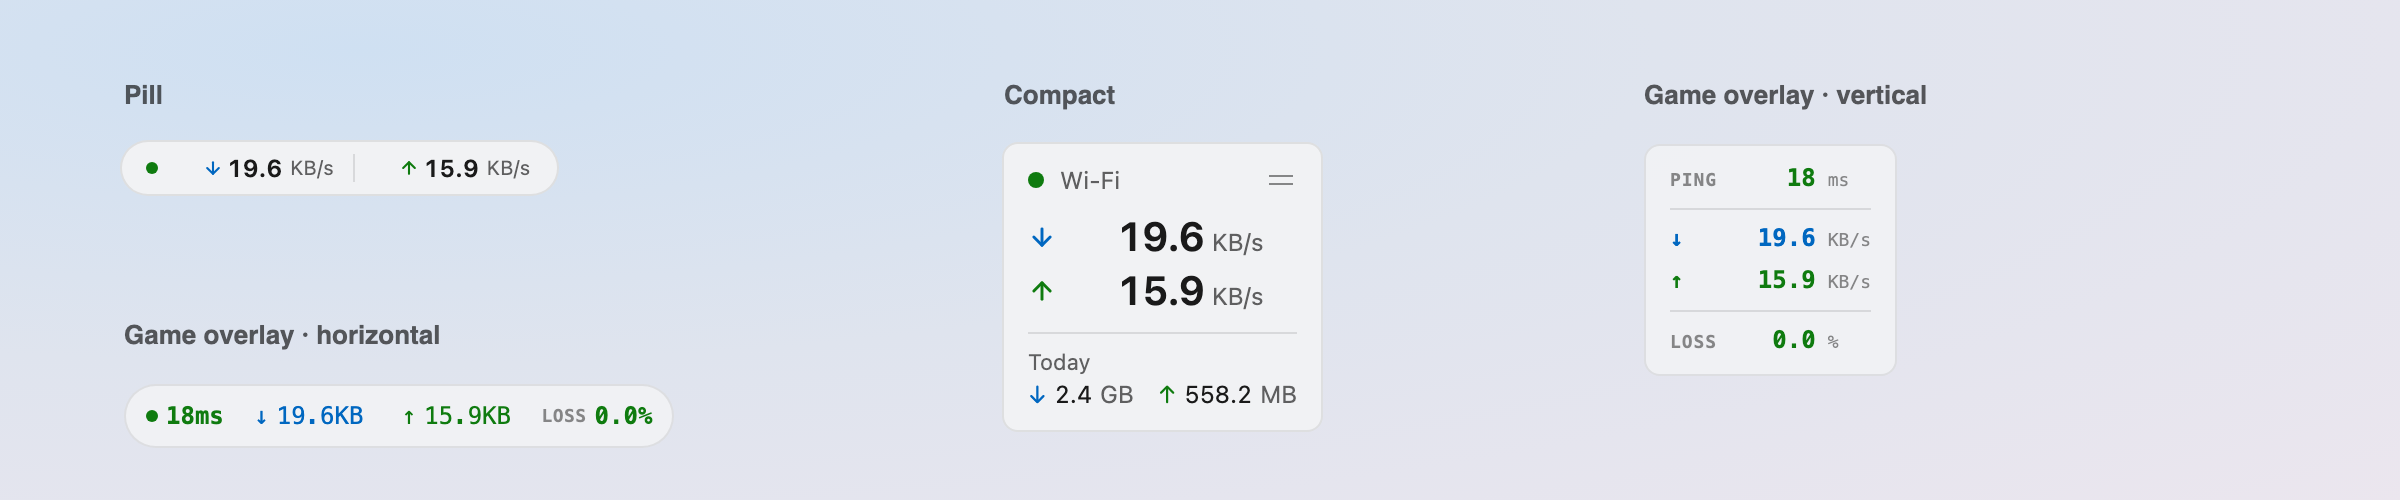 Pill
↓ 19.6 KB/s ↑ 15.9 KB/s
Game overlay · horizontal
18ms ↓ 19.6KB ↑ 15.9KB LOSS 0.0%
Compact
Wi-Fi
↓ 19.6 KB/s
↑ 15.9 KB/s
Today
↓ 2.4 GB ↑ 558.2 MB
Game overlay · vertical
PING 18 ms
↓ 19.6 KB/s
↑ 15.9 KB/s
LOSS 0.0 %